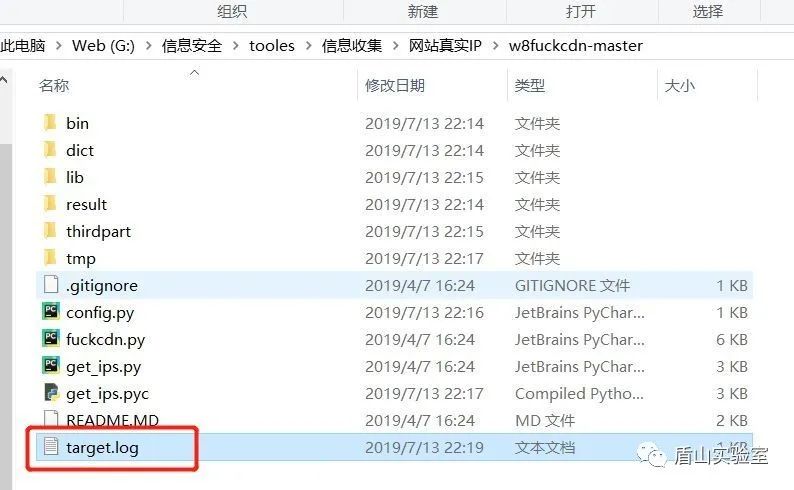 组织 新建 打开 选择
此电脑 > Web (G:) > 信息安全 > tooles > 信息收集 > 网站真实IP > w8fuckcdn-master
名称 修改日期 类型 大小
bin 2019/7/13 22:14 文件夹
dict 2019/7/13 22:14 文件夹
lib 2019/7/13 22:15 文件夹
result 2019/7/13 22:14 文件夹
thirdpart 2019/7/13 22:15 文件夹
tmp 2019/7/13 22:17 文件夹
.gitignore 2019/4/7 16:24 GITIGNORE 文件 1 KB
config.py 2019/7/13 22:16 JetBrains PyChar... 1 KB
fuckcdn.py 2019/4/7 16:24 JetBrains PyChar... 6 KB
get_ips.py 2019/4/7 16:24 JetBrains PyChar... 3 KB
get_ips.pyc 2019/7/13 22:17 Compiled Pytho... 3 KB
README.MD 2019/4/7 16:24 MD 文件 2 KB
target.log 2019/7/13 22:19 文本文档 1 KB
盾山实验室